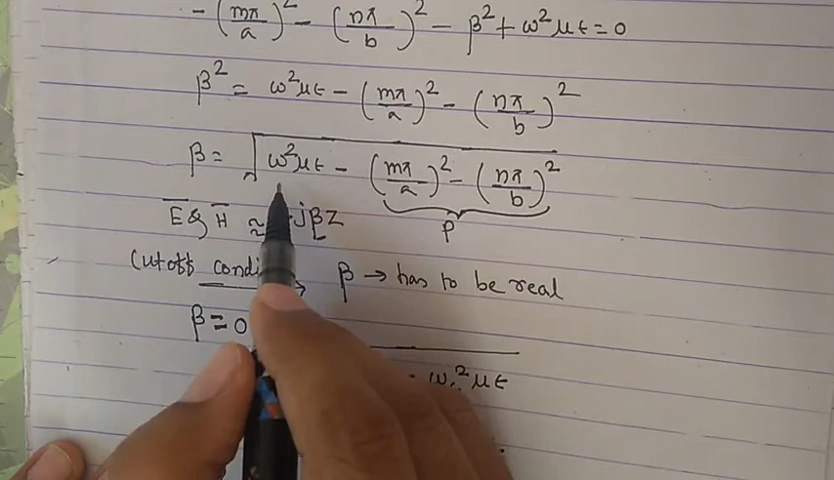 - (mπ/a)² - (nπ/b)² - β² + ω²μϵ = 0
β² = ω²μϵ - (mπ/a)² - (nπ/b)²
β = √(ω²μϵ - (mπ/a)² - (nπ/b)²)
P
E & H ≈ jβZ
Cutoff condi β → has to be real
β = 0
ω²μϵ